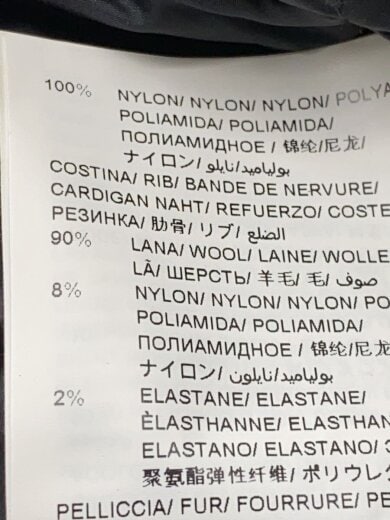 100% NYLON/ NYLON/ NYLON/ POLYA
POLIAMIDA/ POLIAMIDA/
ПОЛИАМИДНОЕ / 锦纶/尼龙/
ナイロン/ بولياميد/نايلو
COSTINA/ RIB/ BANDE DE NERVURE/
CARDIGAN NAHT/ REFUERZO/ COSTE
РЕЗИНКА/ 肋骨/ リブ/ الضلع
90% LANA/ WOOL/ LAINE/ WOLLE
LÃ/ ШЕРСТЬ/ 羊毛/ 毛/ صوف
8% NYLON/ NYLON/ NYLON/ PO
POLIAMIDA/ POLIAMIDA/
ПОЛИАМИДНОЕ / 锦纶/尼龙
ナイロン/ بولياميد/نايلون
2% ELASTANE/ ELASTANE/
ÈLASTHANNE/ ELASTHAN
ELASTANO/ ELASTANO/
聚氨酯弹性纤维/ ポリウレタ
PELLICCIA/ FUR/ FOURRURE/ PE